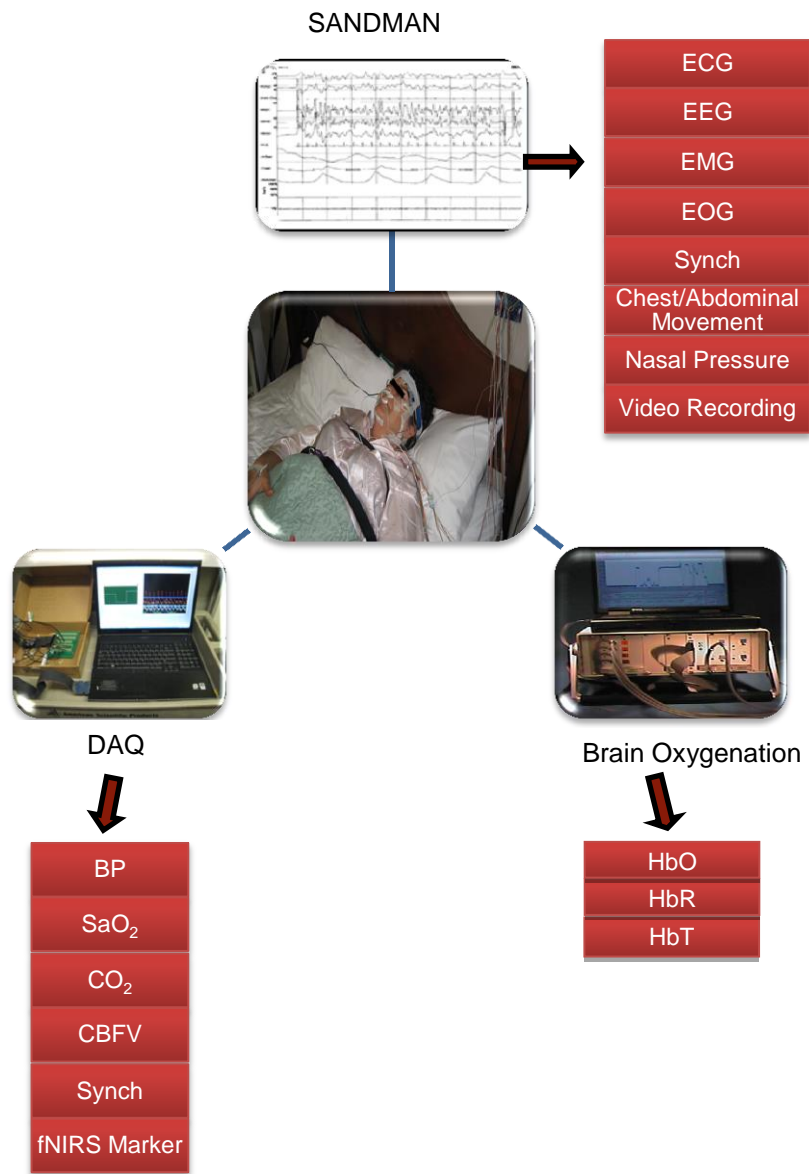 SANDMAN
ECG
EEG
EMG
EOG
Synch
Chest/Abdominal
Movement
Nasal Pressure
Video Recording
DAQ
BP
SaO₂
CO₂
CBFV
Synch
fNIRS Marker
Brain Oxygenation
HbO
HbR
HbT